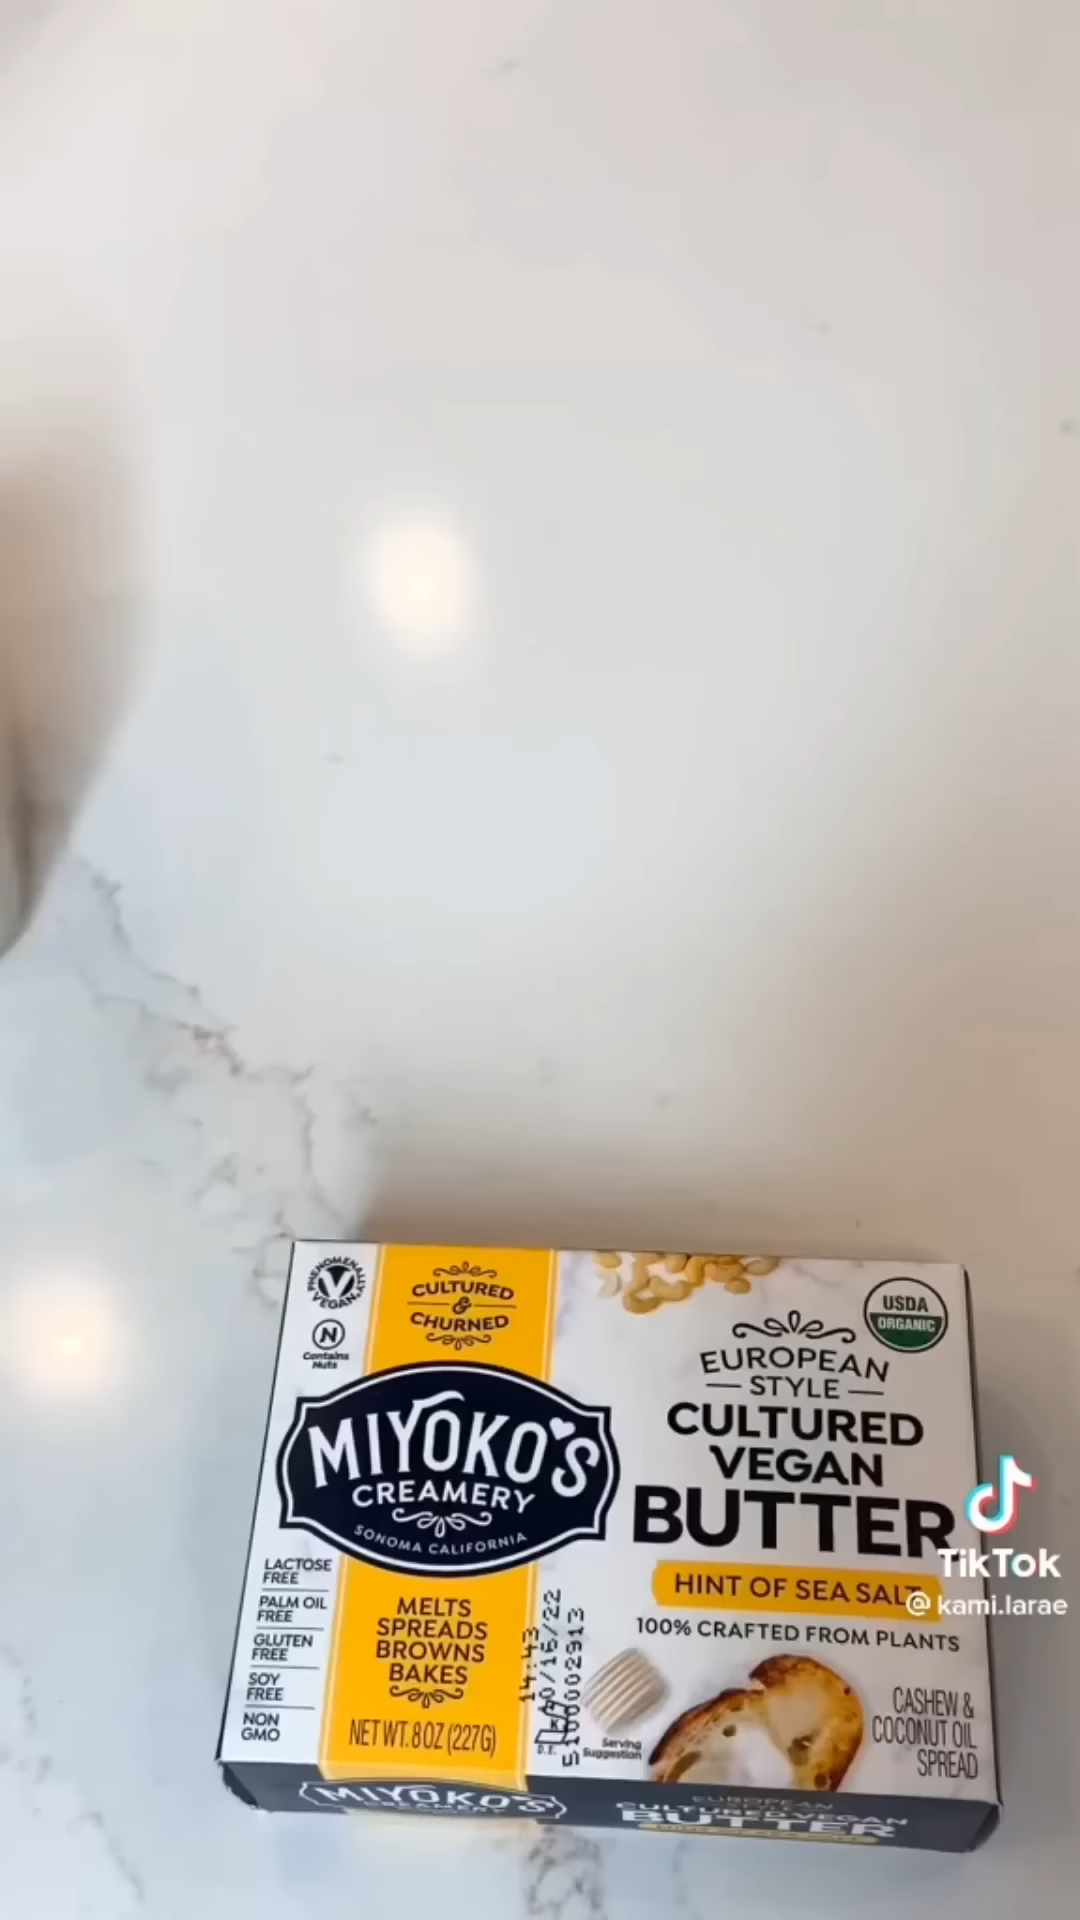 PHENOMENALLY
VEGAN
N
Contains
Nuts
CULTURED
&
CHURNED
MIYOKO'S
CREAMERY
SONOMA CALIFORNIA
LACTOSE
FREE
PALM OIL
FREE
GLUTEN
FREE
SOY
FREE
NON
GMO
MELTS
SPREADS
BROWNS
BAKES
NET WT. 8 OZ (227G)
14:43
10/16/22
5100002913
USDA
ORGANIC
EUROPEAN
STYLE
CULTURED
VEGAN
BUTTER
HINT OF SEA SALT
100% CRAFTED FROM PLANTS
Serving
Suggestion
CASHEW &
COCONUT OIL
SPREAD
TikTok
@ kami.larae
MIYOKO'S
CREAMERY
EUROPEAN
CULTURED VEGAN
BUTTER